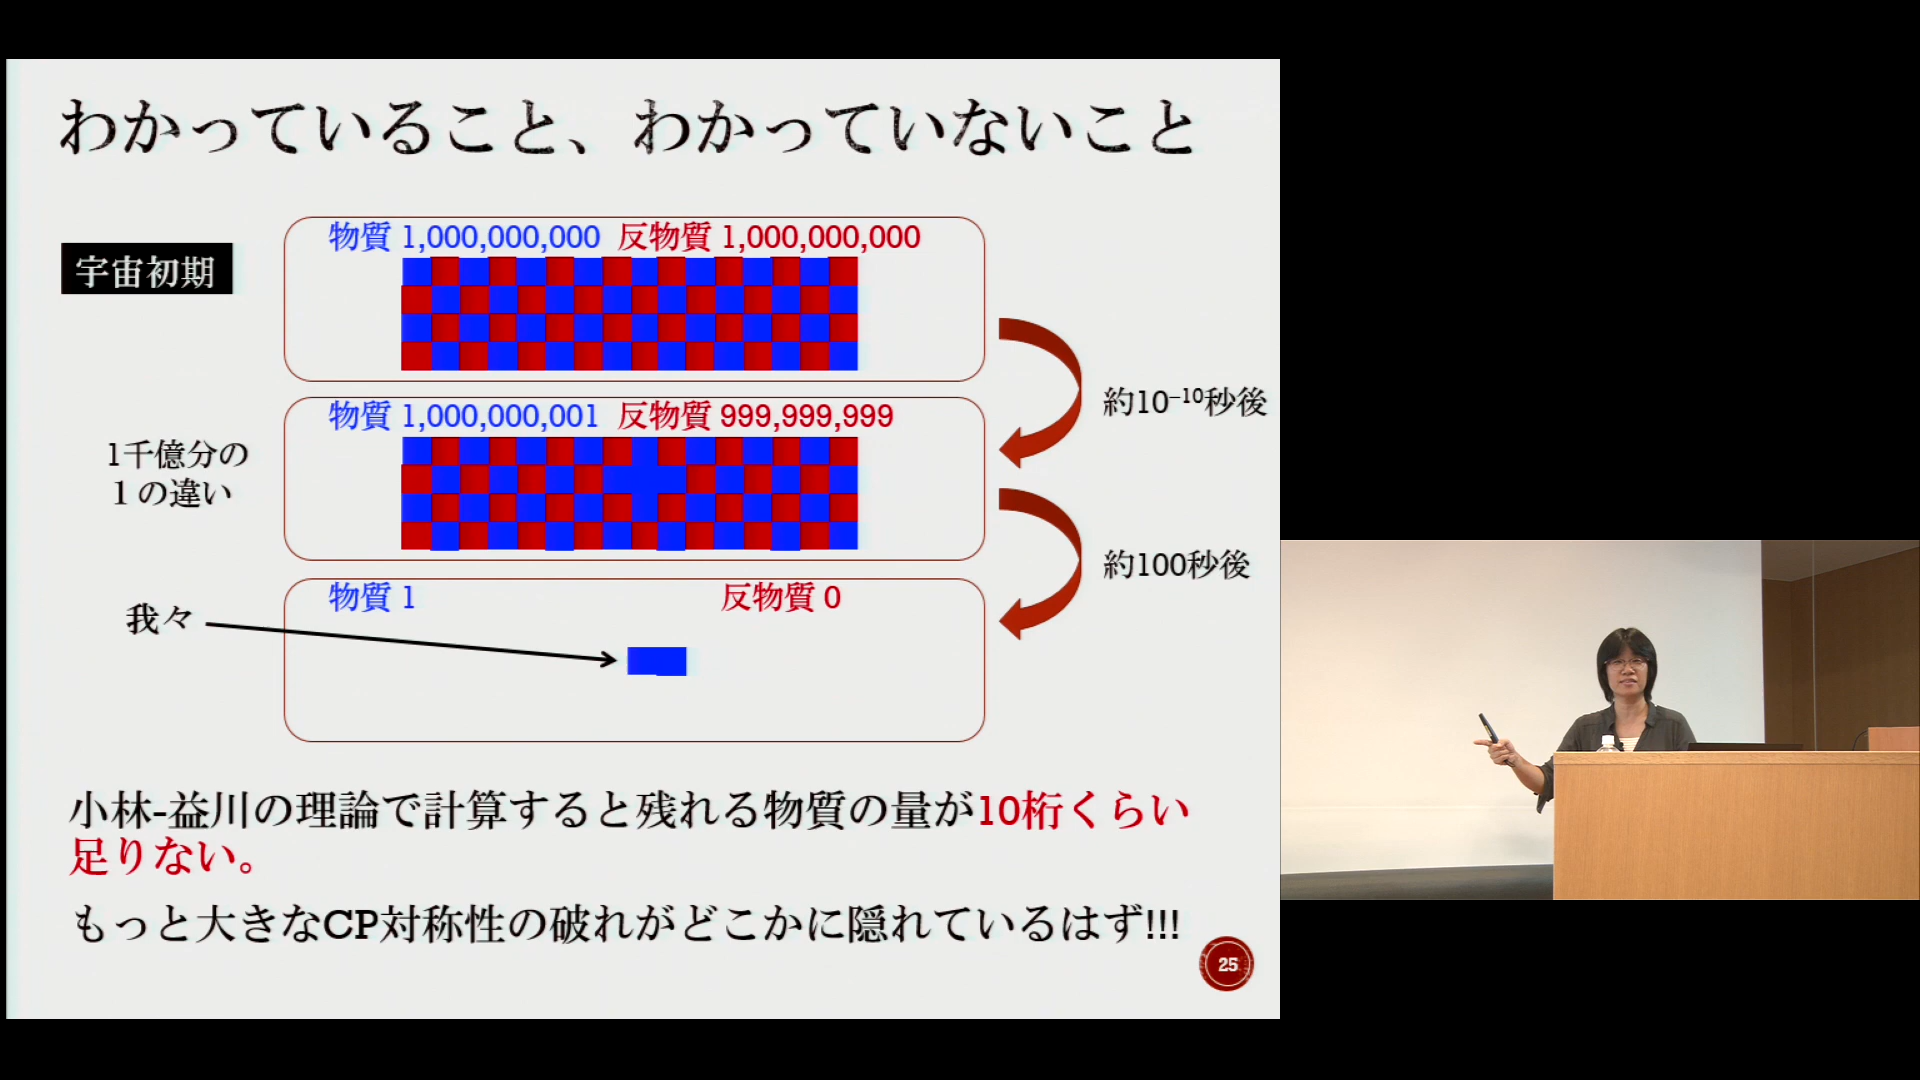 わかっていること、わかっていないこと
宇宙初期
物質 1,000,000,000 反物質 1,000,000,000
約10⁻¹⁰秒後
1千億分の
１の違い
物質 1,000,000,001 反物質 999,999,999
約100秒後
我々
物質 1 反物質 0
小林-益川の理論で計算すると残れる物質の量が10桁くらい
足りない。
もっと大きなCP対称性の破れがどこかに隠れているはず!!!
25